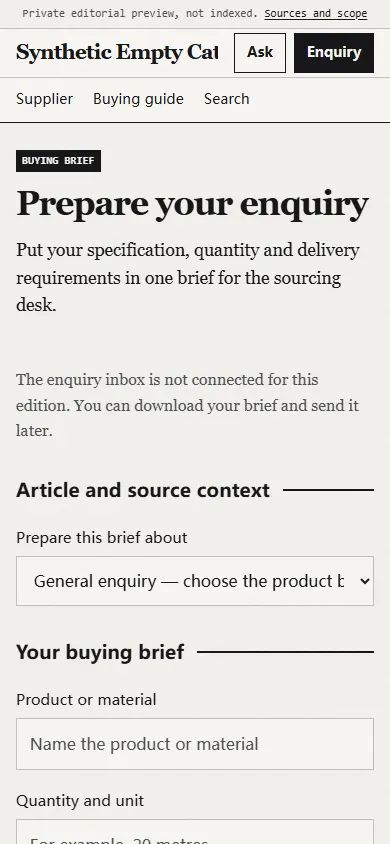 Private editorial preview, not indexed. Sources and scope
Synthetic Empty Cat
Ask
Enquiry
Supplier
Buying guide
Search
BUYING BRIEF
Prepare your enquiry
Put your specification, quantity and delivery
requirements in one brief for the sourcing
desk.
The enquiry inbox is not connected for this
edition. You can download your brief and send it
later.
Article and source context
Prepare this brief about
General enquiry — choose the product b
Your buying brief
Product or material
Name the product or material
Quantity and unit
For example, 20 metres